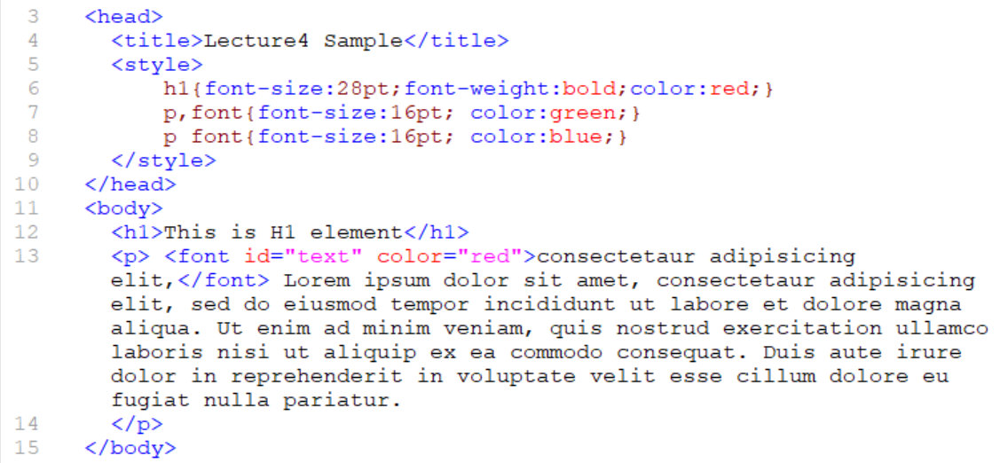 3 <head>
4 <title>Lecture4 Sample</title>
5 <style>
6 h1{font-size:28pt;font-weight:bold;color:red;}
7 p,font{font-size:16pt; color:green;}
8 p font{font-size:16pt; color:blue;}
9 </style>
10 </head>
11 <body>
12 <h1>This is H1 element</h1>
13 <p> <font id="text" color="red">consectetaur adipisicing
elit,</font> Lorem ipsum dolor sit amet, consectetaur adipisicing
elit, sed do eiusmod tempor incididunt ut labore et dolore magna
aliqua. Ut enim ad minim veniam, quis nostrud exercitation ullamco
laboris nisi ut aliquip ex ea commodo consequat. Duis aute irure
dolor in reprehenderit in voluptate velit esse cillum dolore eu
fugiat nulla pariatur.
14 </p>
15 </body>